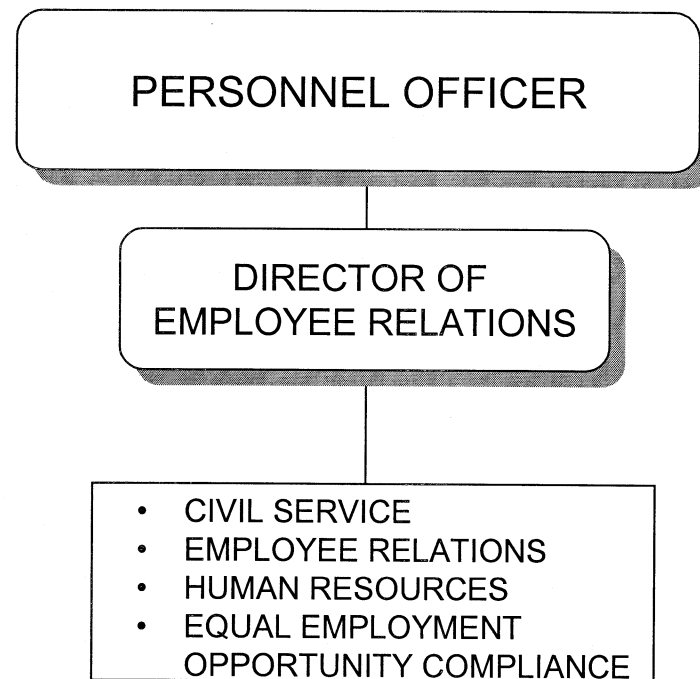 PERSONNEL OFFICER
DIRECTOR OF
EMPLOYEE RELATIONS
• CIVIL SERVICE
• EMPLOYEE RELATIONS
• HUMAN RESOURCES
• EQUAL EMPLOYMENT
OPPORTUNITY COMPLIANCE